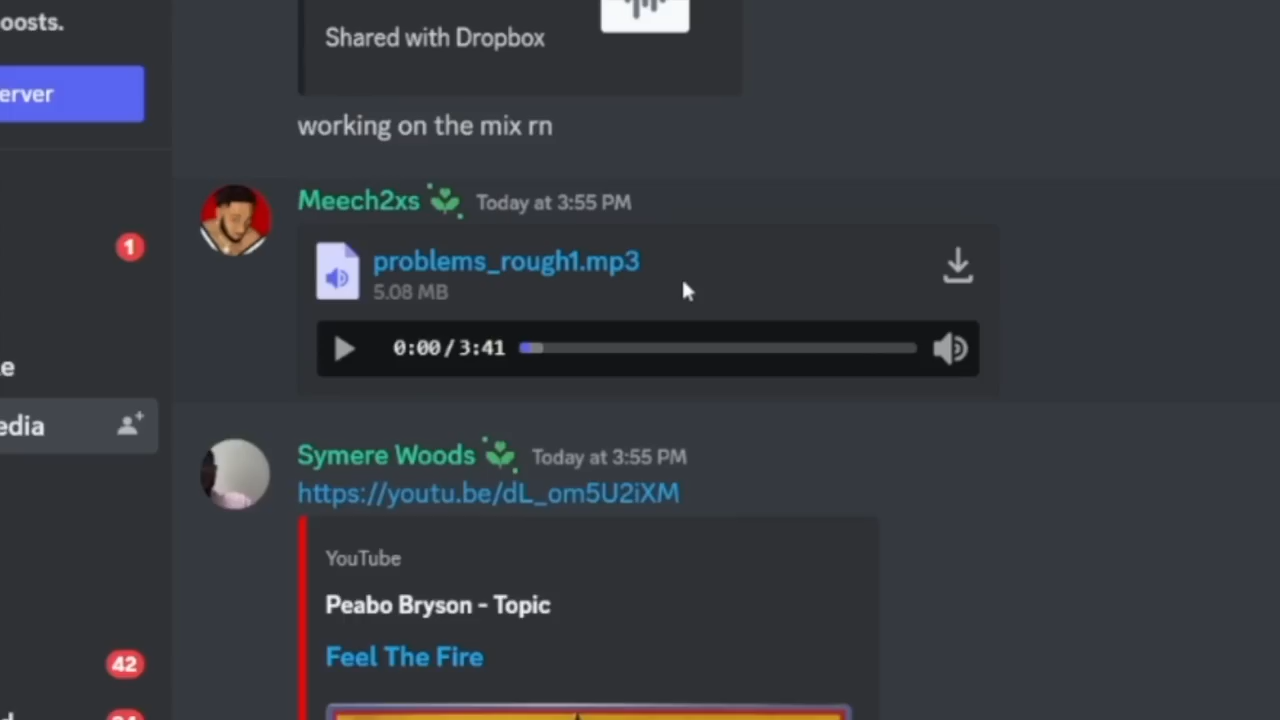 oosts.
Shared with Dropbox
erver
working on the mix rn
Meech2xs Today at 3:55 PM
1
problems_rough1.mp3
5.08 MB
0:00 / 3:41
e
edia
Symere Woods Today at 3:55 PM
https://youtu.be/dL_om5U2iXM
YouTube
Peabo Bryson - Topic
Feel The Fire
42